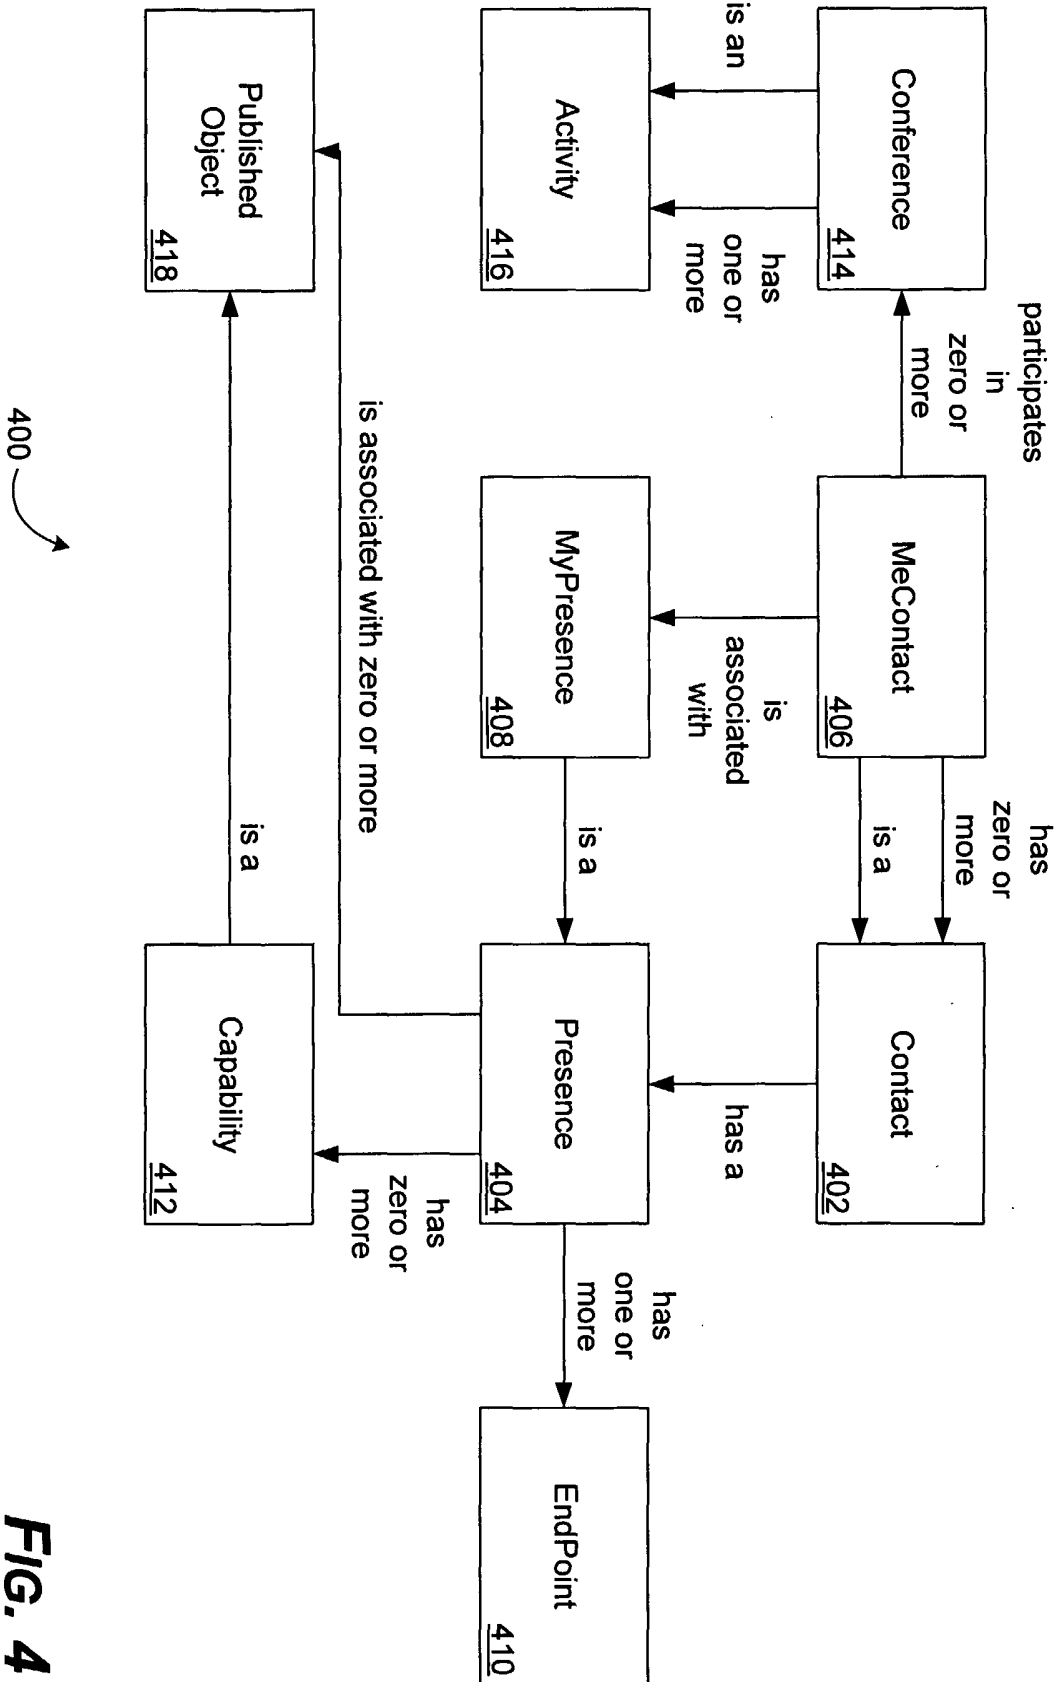 participates
in
zero or
more
has
zero or
more
Conference
414
MeContact
406
is a
Contact
402
is an
has
one or
more
is
associated
with
has a
Activity
416
MyPresence
408
is a
Presence
404
has
one or
more
EndPoint
410
is associated with zero or more
has
zero or
more
Published
Object
418
is a
Capability
412
400
FIG. 4